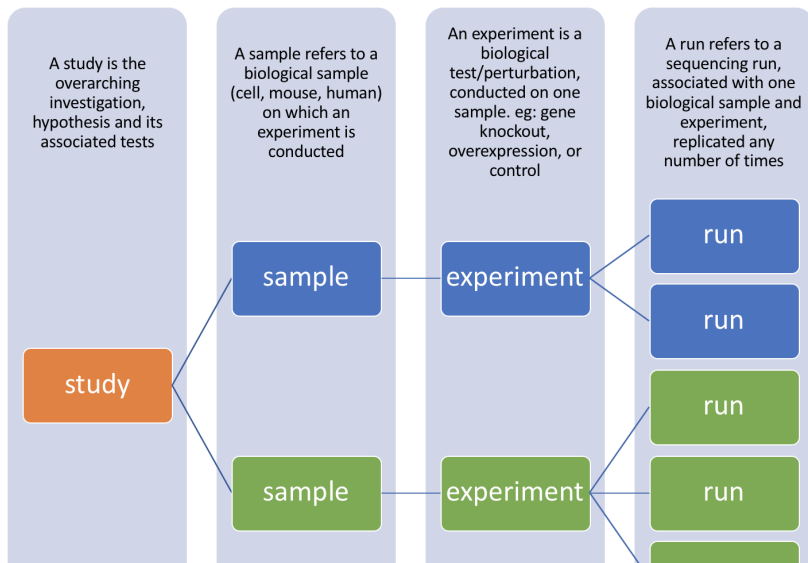 A study is the
overarching
investigation,
hypothesis and its
associated tests
A sample refers to a
biological sample
(cell, mouse, human)
on which an
experiment is
conducted
An experiment is a
biological
test/perturbation,
conducted on one
sample. eg: gene
knockout,
overexpression, or
control
A run refers to a
sequencing run,
associated with one
biological sample and
experiment,
replicated any
number of times
study
sample
experiment
run
run
sample
experiment
run
run